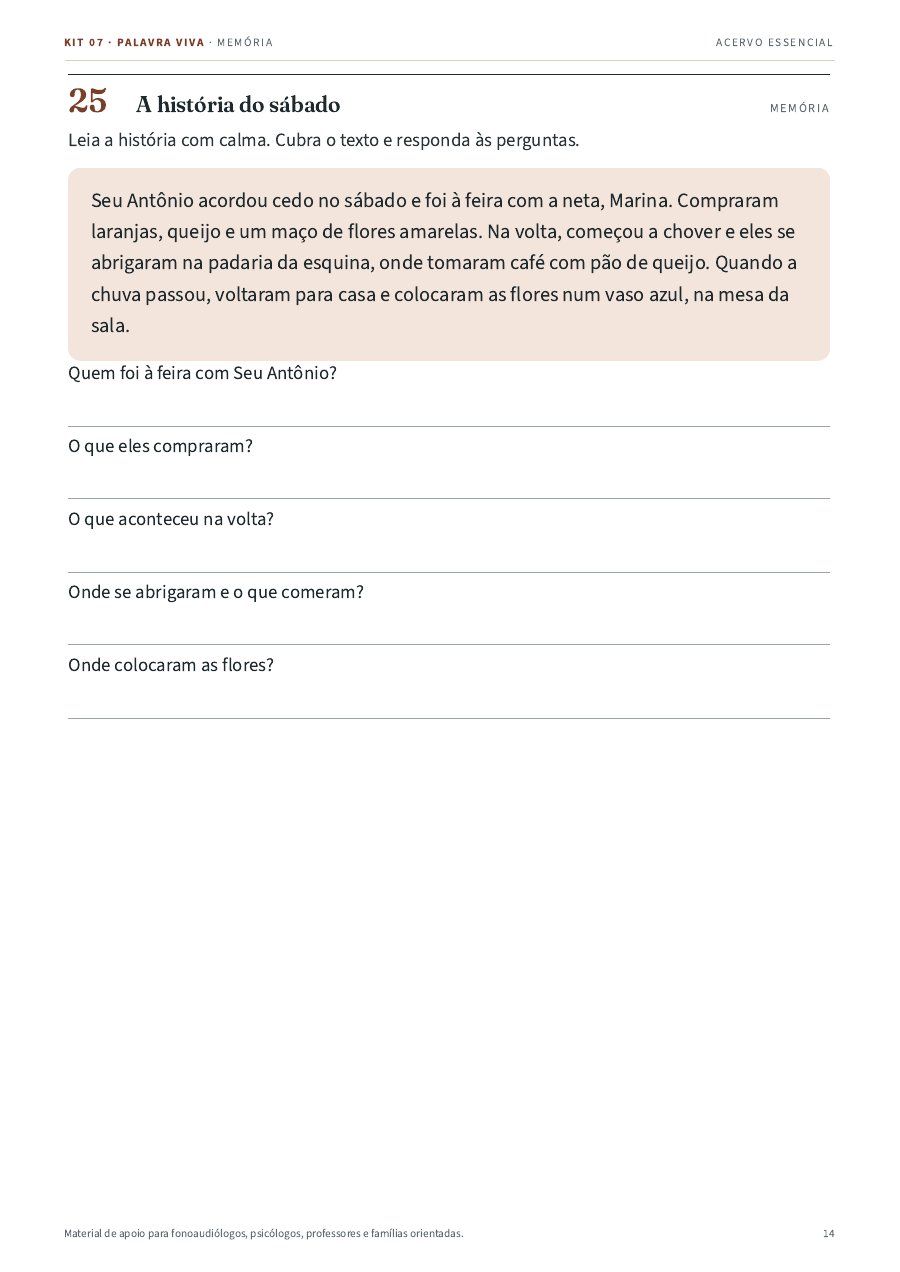 KIT 07 · PALAVRA VIVA · MEMÓRIA
ACERVO ESSENCIAL
25 A história do sábado
MEMÓRIA
Leia a história com calma. Cubra o texto e responda às perguntas.
Seu Antônio acordou cedo no sábado e foi à feira com a neta, Marina. Compraram
laranjas, queijo e um maço de flores amarelas. Na volta, começou a chover e eles se
abrigaram na padaria da esquina, onde tomaram café com pão de queijo. Quando a
chuva passou, voltaram para casa e colocaram as flores num vaso azul, na mesa da
sala.
Quem foi à feira com Seu Antônio?
O que eles compraram?
O que aconteceu na volta?
Onde se abrigaram e o que comeram?
Onde colocaram as flores?
Material de apoio para fonoaudiólogos, psicólogos, professores e famílias orientadas.
14